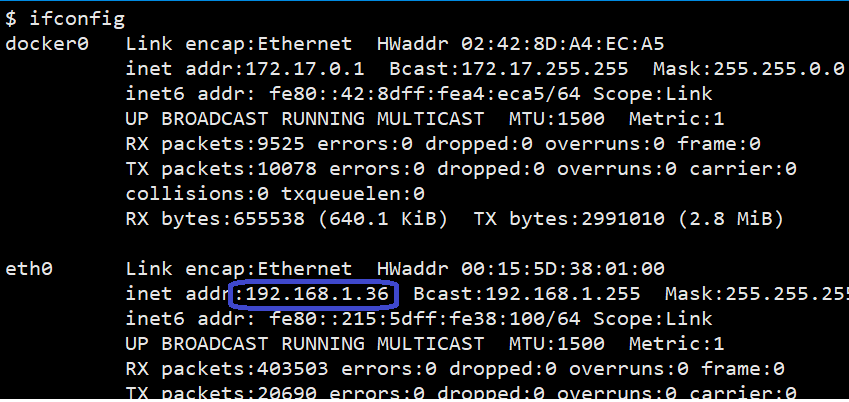 $ ifconfig
docker0   Link encap:Ethernet  HWaddr 02:42:8D:A4:EC:A5
          inet addr:172.17.0.1  Bcast:172.17.255.255  Mask:255.255.0.0
          inet6 addr: fe80::42:8dff:fea4:eca5/64 Scope:Link
          UP BROADCAST RUNNING MULTICAST  MTU:1500  Metric:1
          RX packets:9525 errors:0 dropped:0 overruns:0 frame:0
          TX packets:10078 errors:0 dropped:0 overruns:0 carrier:0
          collisions:0 txqueuelen:0
          RX bytes:655538 (640.1 KiB)  TX bytes:2991010 (2.8 MiB)

eth0      Link encap:Ethernet  HWaddr 00:15:5D:38:01:00
          inet addr:192.168.1.36  Bcast:192.168.1.255  Mask:255.255.255
          inet6 addr: fe80::215:5dff:fe38:100/64 Scope:Link
          UP BROADCAST RUNNING MULTICAST  MTU:1500  Metric:1
          RX packets:403503 errors:0 dropped:0 overruns:0 frame:0
          TX packets:20690 errors:0 dropped:0 overruns:0 carrier:0